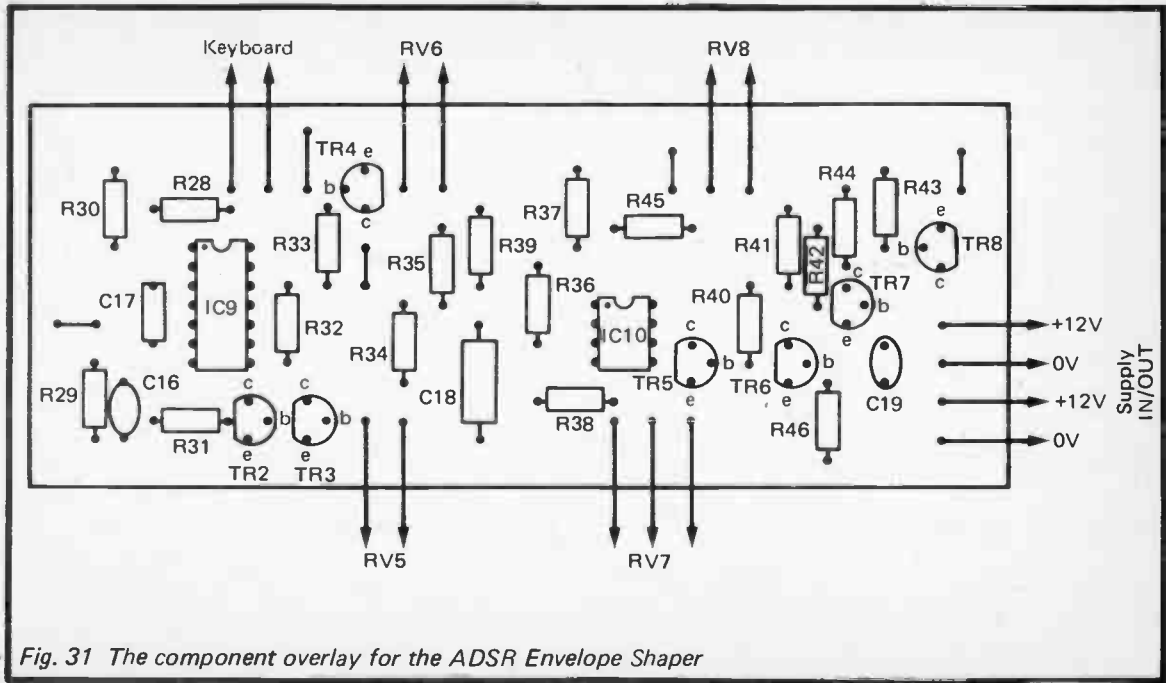 Keyboard RV6 RV8
TR4 e
b
c
R30
R28
R33
R35
R39
R37
R45
R41
R44
R42
R43
e
b
c
TR8
C17
IC9
R32
R34
C18
R36
IC10
R40
c
b
e
TR7
+12V
0V
+12V
0V
Supply
IN/OUT
R29
C16
R31
c
b
e
TR2
c
b
e
TR3
R38
c
b
e
TR5
c
b
e
TR6
R46
C19
RV5 RV7
Fig. 31 The component overlay for the ADSR Envelope Shaper